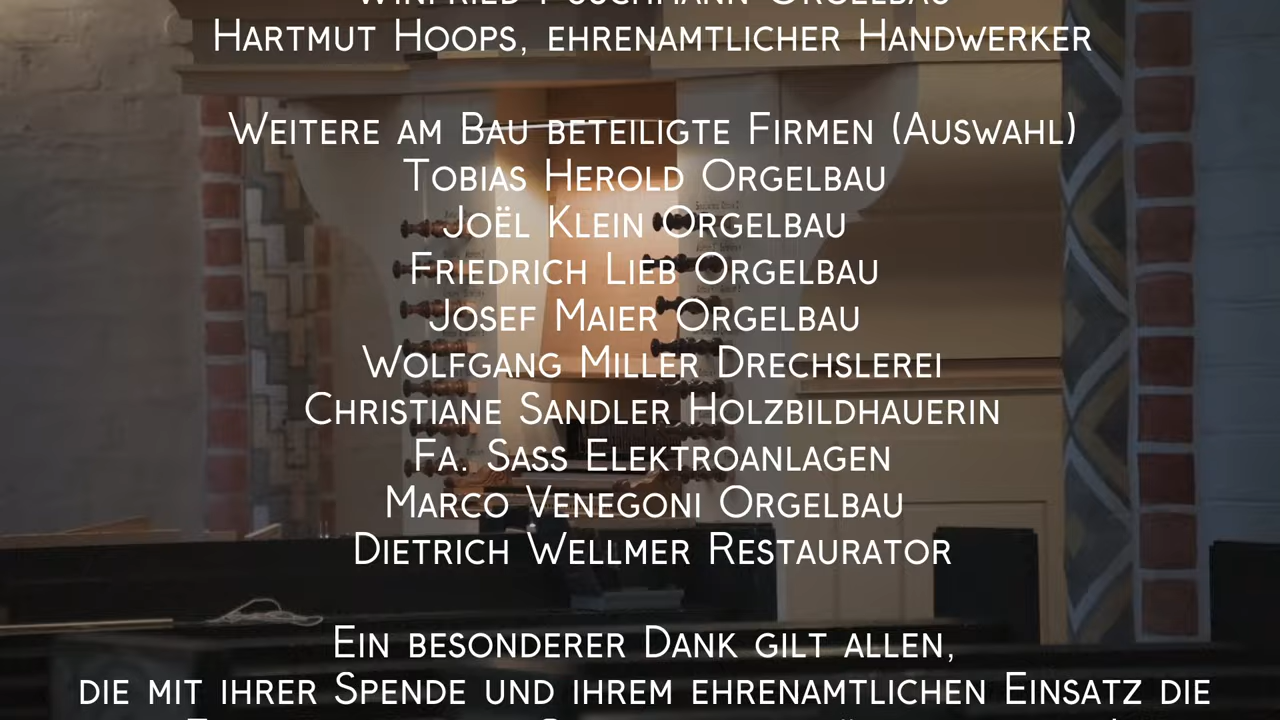 Hartmut Hoops, ehrenamtlicher Handwerker
Weitere am Bau beteiligte Firmen (Auswahl)
Tobias Herold Orgelbau
Joël Klein Orgelbau
Friedrich Lieb Orgelbau
Josef Maier Orgelbau
Wolfgang Miller Drechslerei
Christiane Sandler Holzbildhauerin
Fa. Sass Elektroanlagen
Marco Venegoni Orgelbau
Dietrich Wellmer Restaurator
Ein besonderer Dank gilt allen,
die mit ihrer Spende und ihrem ehrenamtlichen Einsatz die